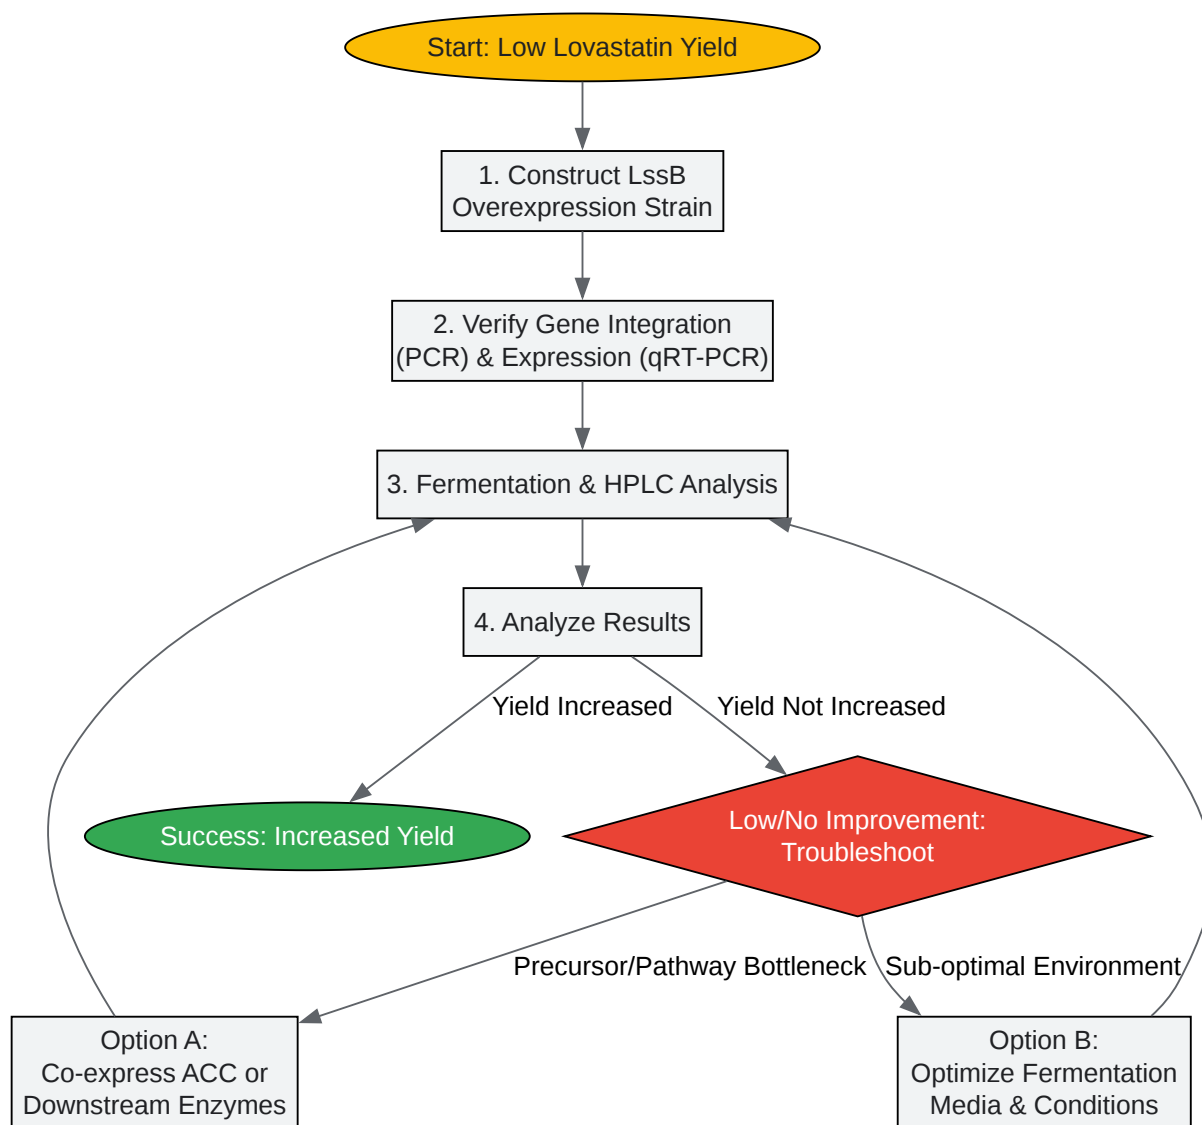 Start: Low Lovastatin Yield
1. Construct LssB
Overexpression Strain
2. Verify Gene Integration
(PCR) & Expression (qRT-PCR)
3. Fermentation & HPLC Analysis
4. Analyze Results
Yield Increased
Yield Not Increased
Success: Increased Yield
Low/No Improvement:
Troubleshoot
Precursor/Pathway Bottleneck
Sub-optimal Environment
Option A:
Co-express ACC or
Downstream Enzymes
Option B:
Optimize Fermentation
Media & Conditions